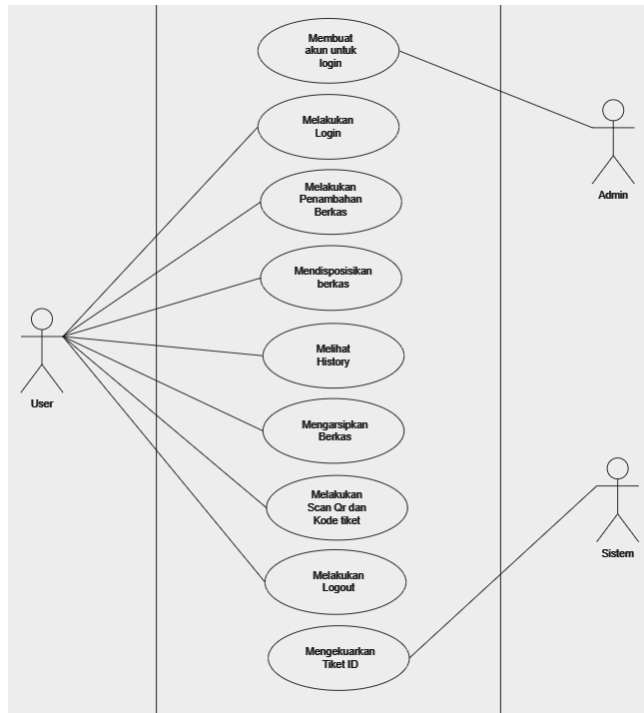 Membuat
akun untuk
login
Melakukan
Login
Admin
Melakukan
Penambahan
Berkas
Mendisposisikan
berkas
Melihat
History
User
Mengarsipkan
Berkas
Melakukan
Scan Qr dan
Kode tiket
Sistem
Melakukan
Logout
Mengekuarkan
Tiket ID